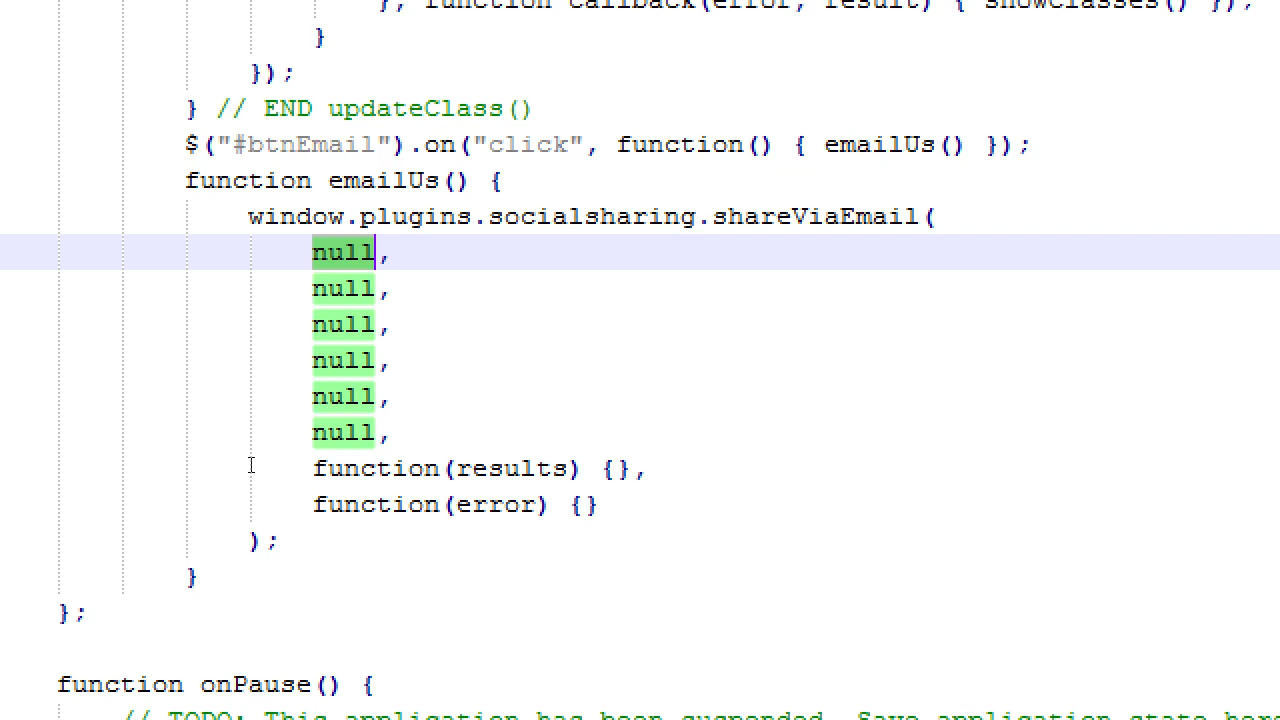 }, function callback(error, result) { showClasses() });
}
});
} // END updateClass()
$("#btnEmail").on("click", function() { emailUs() });
function emailUs() {
window.plugins.socialsharing.shareViaEmail(
null,
null,
null,
null,
null,
null,
function(results) {},
function(error) {}
);
}
};
function onPause() {
// TODO: This application has been suspended. Save application state here